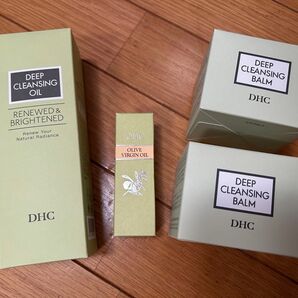 DEEP
CLEANSING
OIL
RENEWED &
BRIGHTENED
Renew Your
Natural Radiance
DHC
DHC
OLIVE
VIRGIN OIL
DEEP
CLEANSING
BALM
DHC
DEEP
CLEANSING
BALM
DHC